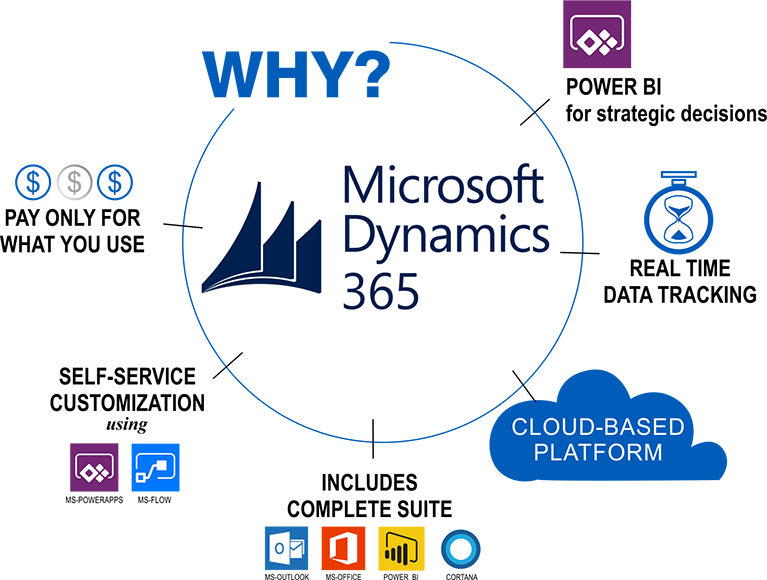 WHY?
POWER BI
for strategic decisions
Microsoft
Dynamics
365
$ $ $
PAY ONLY FOR
WHAT YOU USE
REAL TIME
DATA TRACKING
SELF-SERVICE
CUSTOMIZATION
using
MS-POWERAPPS MS-FLOW
CLOUD-BASED
PLATFORM
INCLUDES
COMPLETE SUITE
O
MS-OUTLOOK MS-OFFICE POWER BI CORTANA